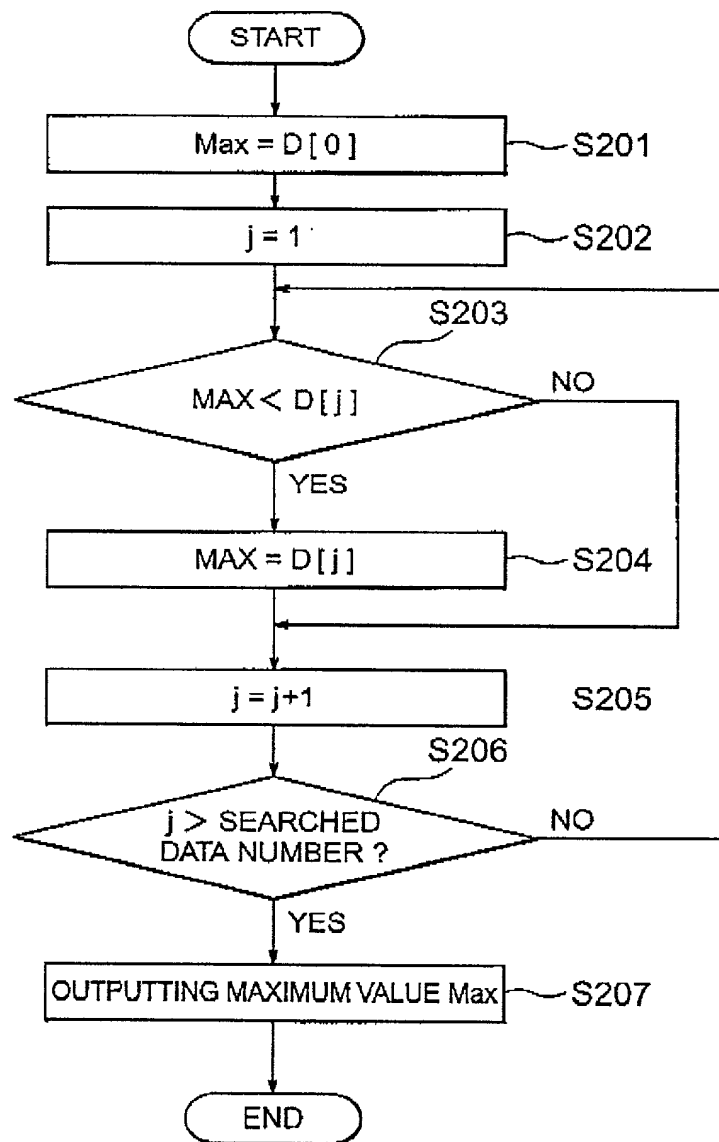 START
Max = D [ 0 ]
S201
j = 1
S202
S203
MAX < D [ j ]
NO
YES
MAX = D [ j ]
S204
j = j+1
S205
S206
j > SEARCHED
DATA NUMBER ?
NO
YES
OUTPUTTING MAXIMUM VALUE Max
S207
END